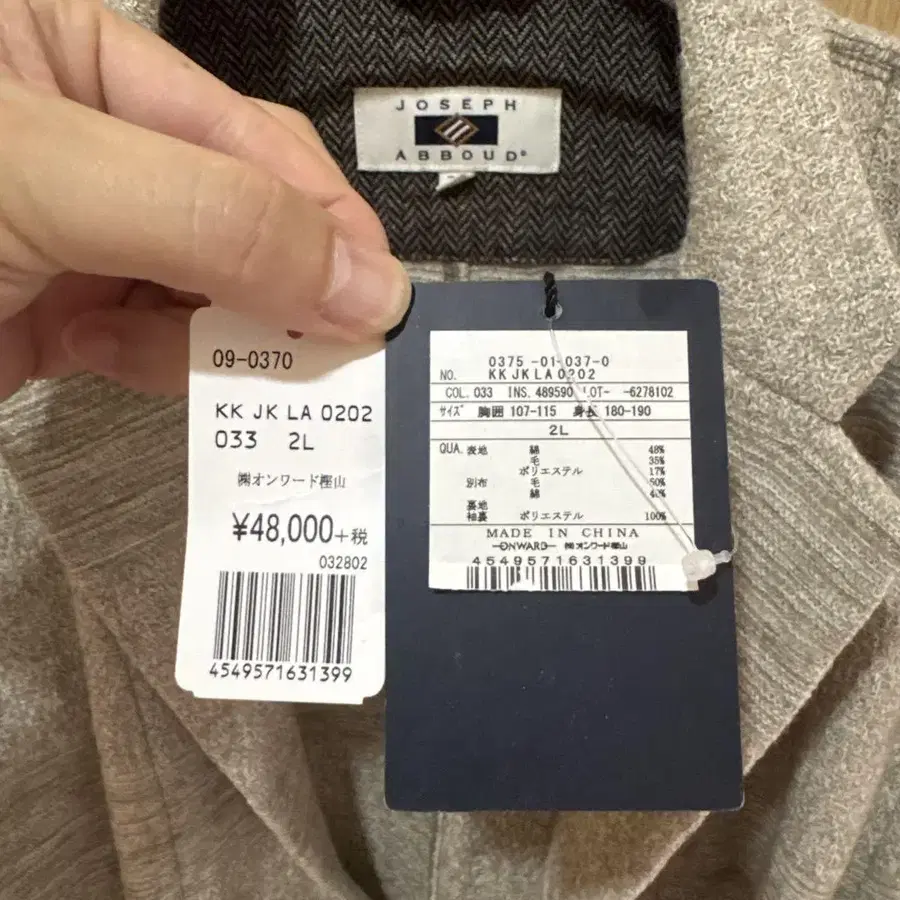 JOSEPH
ABBOUD®
09-0370
KK JK LA 0202
033 2L
㈱オンワード樫山
¥48,000+税
032802
4549571631399
0375-01-037-0
NO. KK JK LA 0202
COL. 033 INS. 489590 LOT- -6278102
ｻｲｽﾞ 胸囲 107-115 身長 180-190
2L
QUA. 表地 綿 48%
毛 35%
ポリエステル 17%
別布 毛 50%
綿
裏地
袖裏 ポリエステル 100%
MADE IN CHINA
ONWARD ㈱オンワード樫山
4549571631399